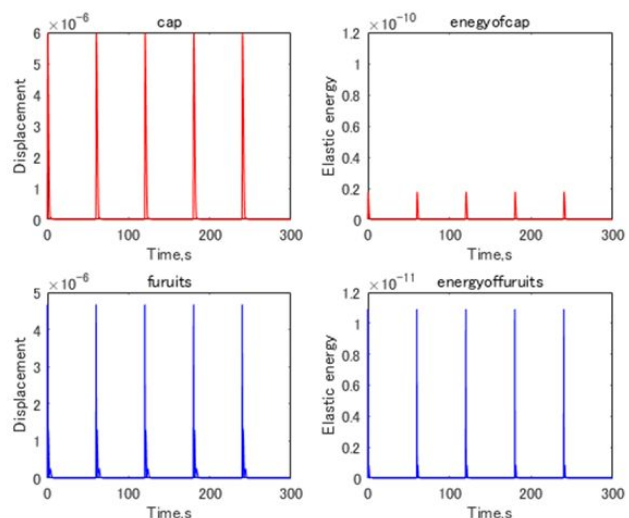 cap
×10⁻⁶
6
5
4
3
2
1
0
Displacement
0 100 200 300
Time,s
enegyofcap
×10⁻¹⁰
1.2
1
0.8
0.6
0.4
0.2
0
Elastic energy
0 100 200 300
Time,s
furuits
×10⁻⁶
5
4
3
2
1
0
Displacement
0 100 200 300
Time,s
energyoffuruits
×10⁻¹¹
1.2
1
0.8
0.6
0.4
0.2
0
Elastic energy
0 100 200 300
Time,s